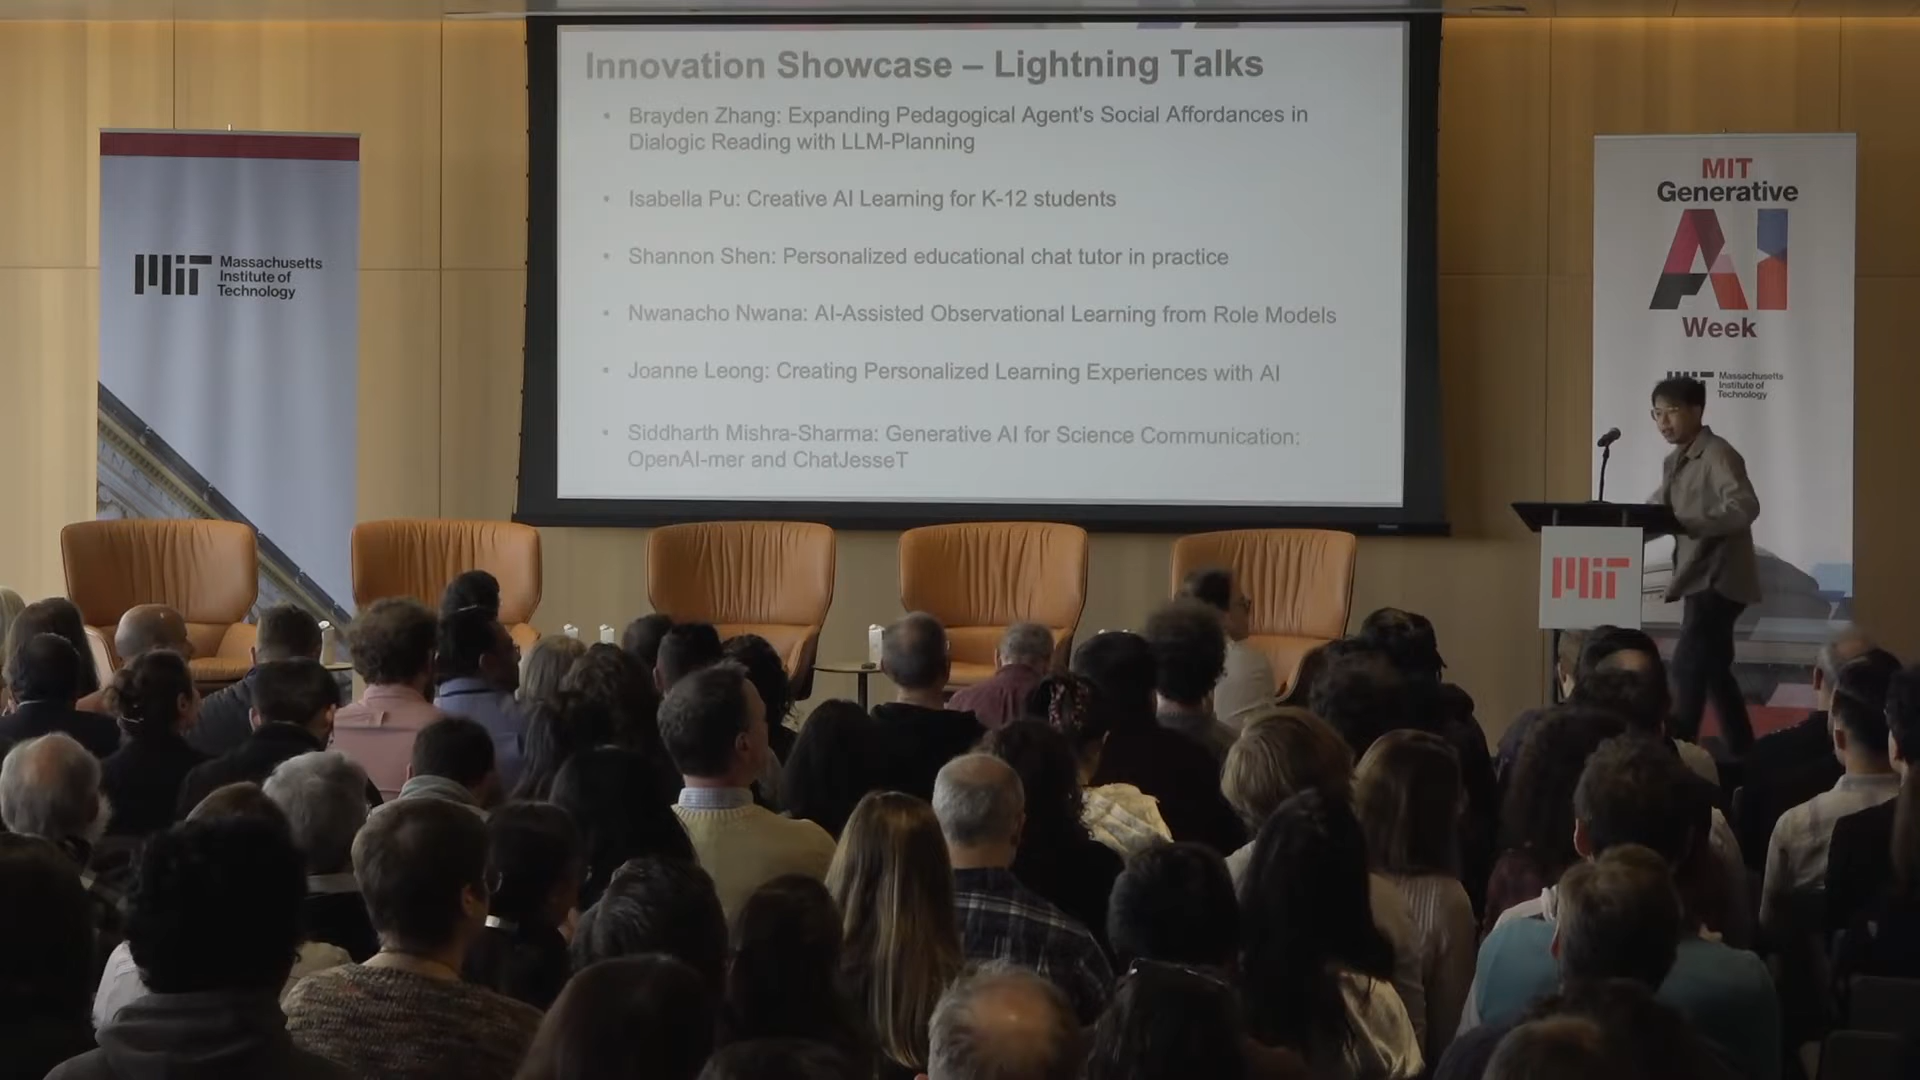 Innovation Showcase – Lightning Talks
• Brayden Zhang: Expanding Pedagogical Agent's Social Affordances in
Dialogic Reading with LLM-Planning
• Isabella Pu: Creative AI Learning for K-12 students
• Shannon Shen: Personalized educational chat tutor in practice
• Nwanacho Nwana: AI-Assisted Observational Learning from Role Models
• Joanne Leong: Creating Personalized Learning Experiences with AI
• Siddharth Mishra-Sharma: Generative AI for Science Communication:
OpenAI-mer and ChatJesseT
MIT
Massachusetts
Institute of
Technology
MIT
Generative
AI
Week
MIT
Massachusetts
Institute of
Technology
MIT